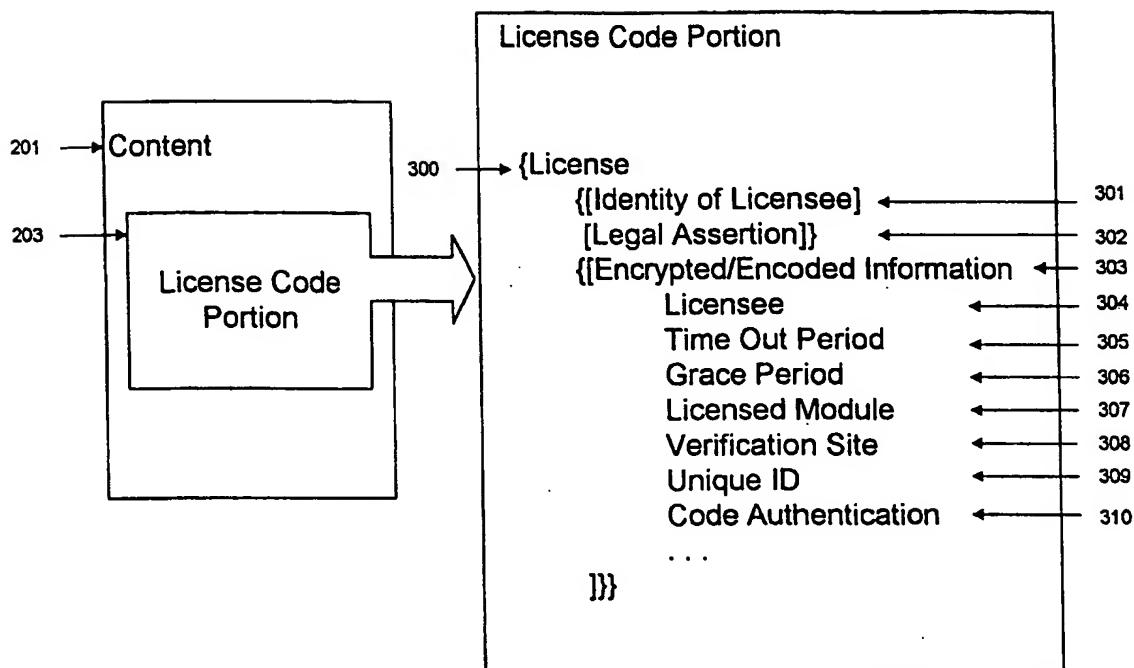 License Code Portion
201 Content
203 License Code
Portion
300 {License
{[Identity of Licensee] 301
[Legal Assertion]} 302
{[Encrypted/Encoded Information 303
Licensee 304
Time Out Period 305
Grace Period 306
Licensed Module 307
Verification Site 308
Unique ID 309
Code Authentication 310
. . .
]}}